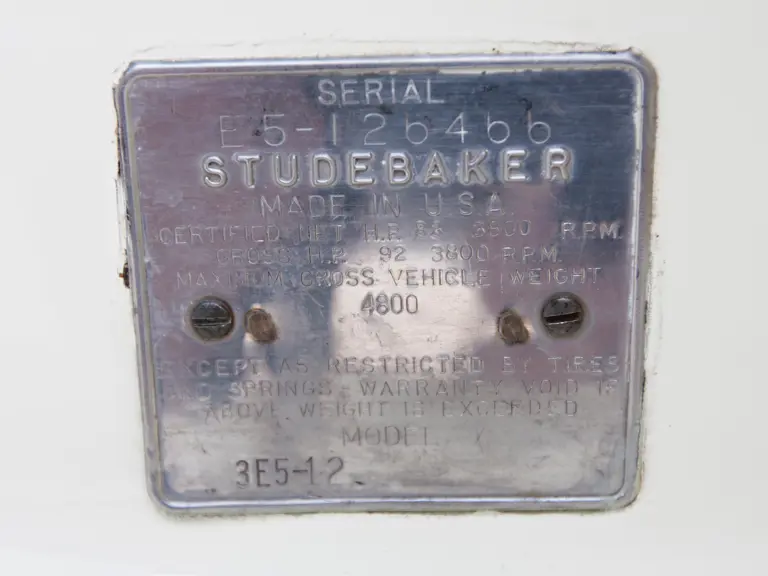 SERIAL
E5-126466
STUDEBAKER
MADE IN U.S.A.
CERTIFIED NET H.P. 3500 R.P.M.
GROSS H.P. 92 3800 R.P.M.
MAXIMUM GROSS VEHICLE WEIGHT
4800
EXCEPT AS RESTRICTED BY TIRES
AND SPRINGS - WARRANTY VOID IF
ABOVE WEIGHT IS EXCEEDED
MODEL
3E5-12